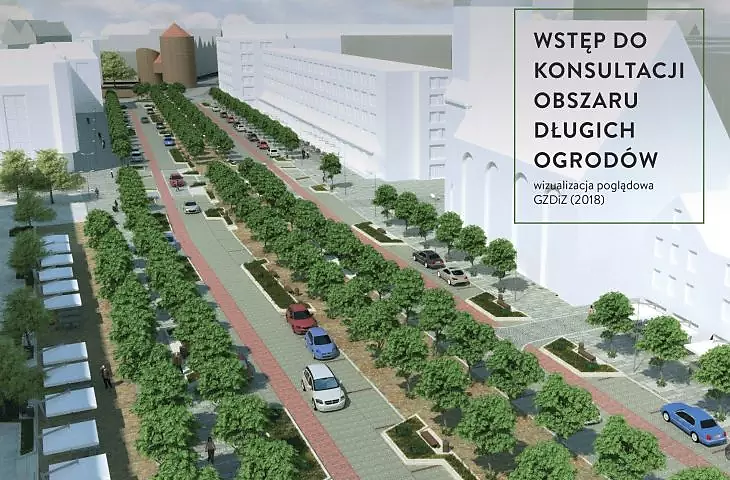 WSTĘP DO
KONSULTACJI
OBSZARU
DŁUGICH
OGRODÓW
wizualizacja poglądowa
GZDiZ (2018)